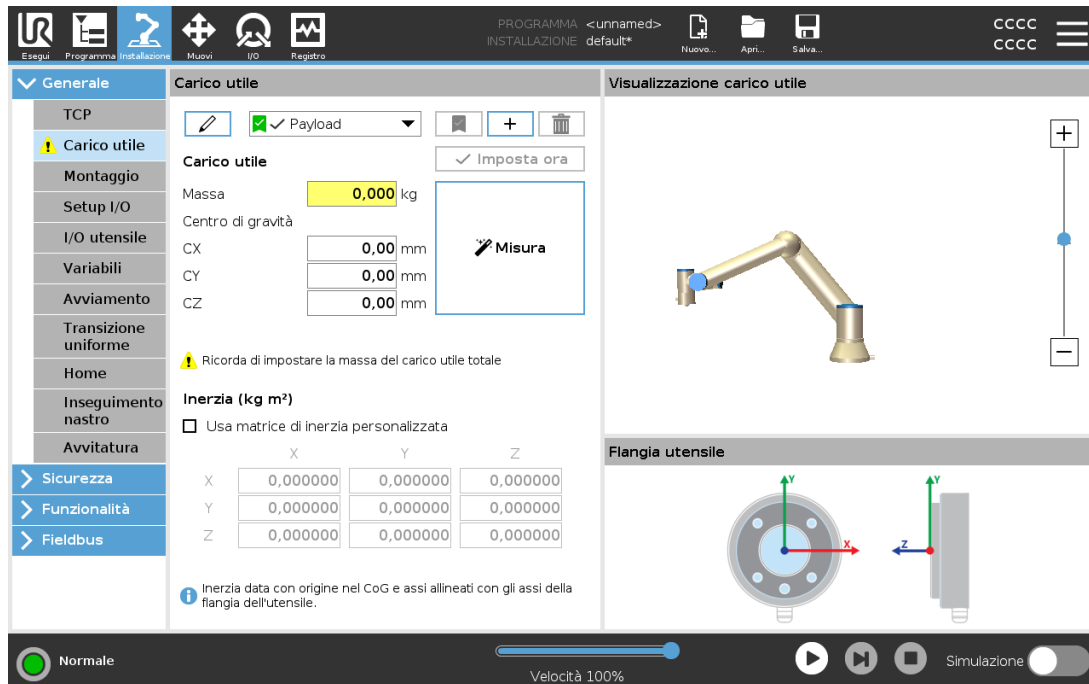 PROGRAMMA <unnamed>
INSTALLAZIONE default*
Esegui
Programma
Installazione
Muovi
I/O
Registro
Nuovo...
Apri...
Salva...
CCCC
CCCC
Generale
TCP
Carico utile
Montaggio
Setup I/O
I/O utensile
Variabili
Avviamento
Transizione
uniforme
Home
Inseguimento
nastro
Avvitatura
Sicurezza
Funzionalità
Fieldbus
Carico utile
Payload
+
Carico utile
Imposta ora
Massa 0,000 kg
Centro di gravità
CX 0,00 mm
CY 0,00 mm
CZ 0,00 mm
Misura
Ricorda di impostare la massa del carico utile totale
Inerzia (kg m²)
Usa matrice di inerzia personalizzata
X Y Z
X 0,000000 0,000000 0,000000
Y 0,000000 0,000000 0,000000
Z 0,000000 0,000000 0,000000
Inerzia data con origine nel CoG e assi allineati con gli assi della
flangia dell'utensile.
Visualizzazione carico utile
Flangia utensile
Y
X
Y
Z
Normale
Velocità 100%
Simulazione